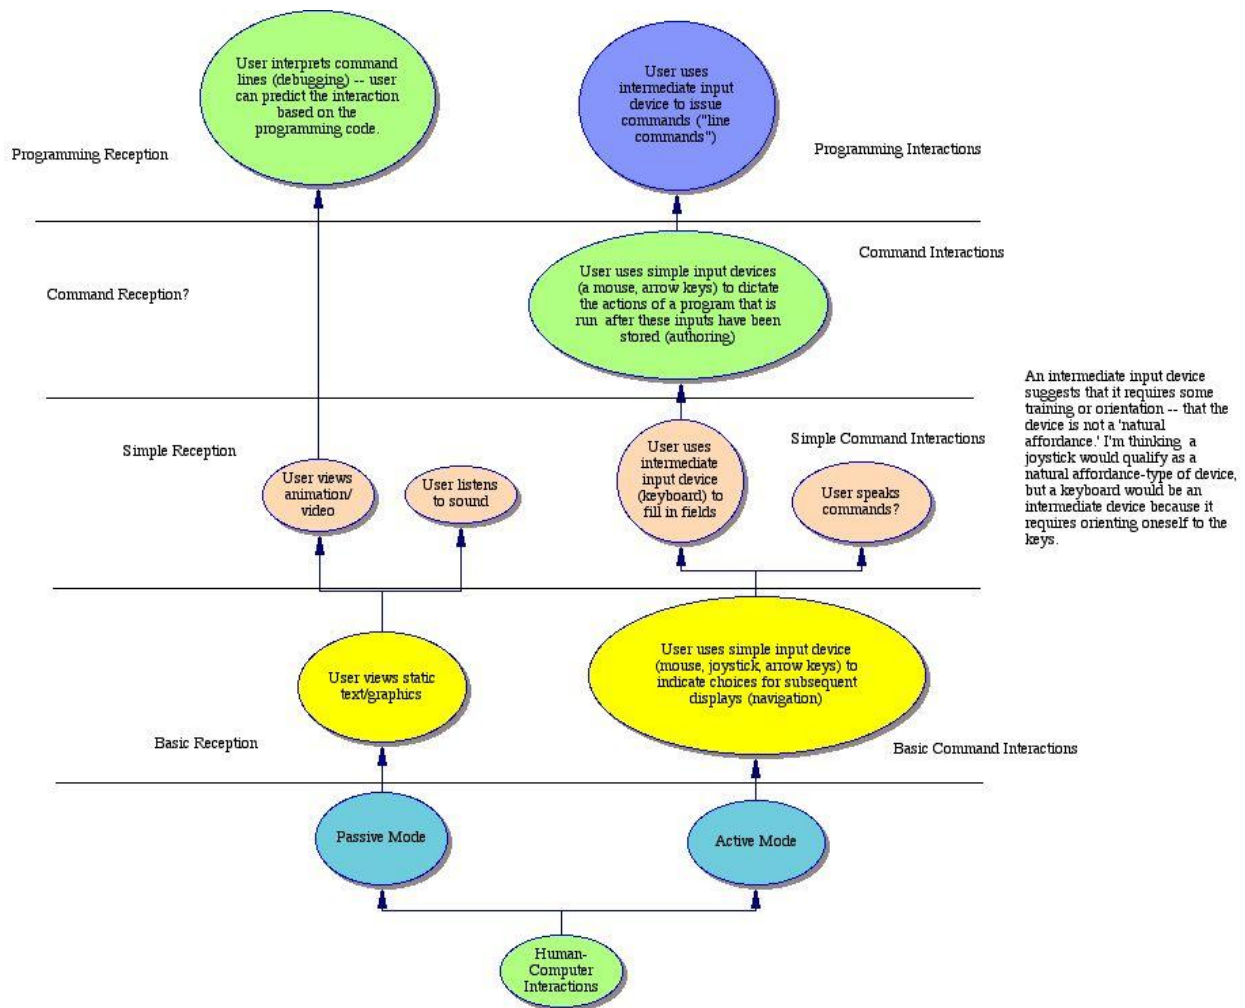 User interprets command
lines (debugging) -- user
can predict the interaction
based on the
programming code.
User uses
intermediate input
device to issue
commands ("line
commands")
Programming Reception
Programming Interactions
Command Interactions
User uses simple input devices
(a mouse, arrow keys) to dictate
the actions of a program that is
run after these inputs have been
stored (authoring)
Command Reception?
An intermediate input device
suggests that it requires some
training or orientation -- that the
device is not a 'natural
affordance.' I'm thinking a
joystick would qualify as a
natural affordance-type of device,
but a keyboard would be an
intermediate device because it
requires orienting oneself to the
keys.
Simple Reception
User views
animation/
video
User listens
to sound
User uses
intermediate
input device
(keyboard) to
fill in fields
Simple Command Interactions
User speaks
commands?
User views static
text/graphics
User uses simple input device
(mouse, joystick, arrow keys) to
indicate choices for subsequent
displays (navigation)
Basic Reception
Basic Command Interactions
Passive Mode
Active Mode
Human-
Computer
Interactions